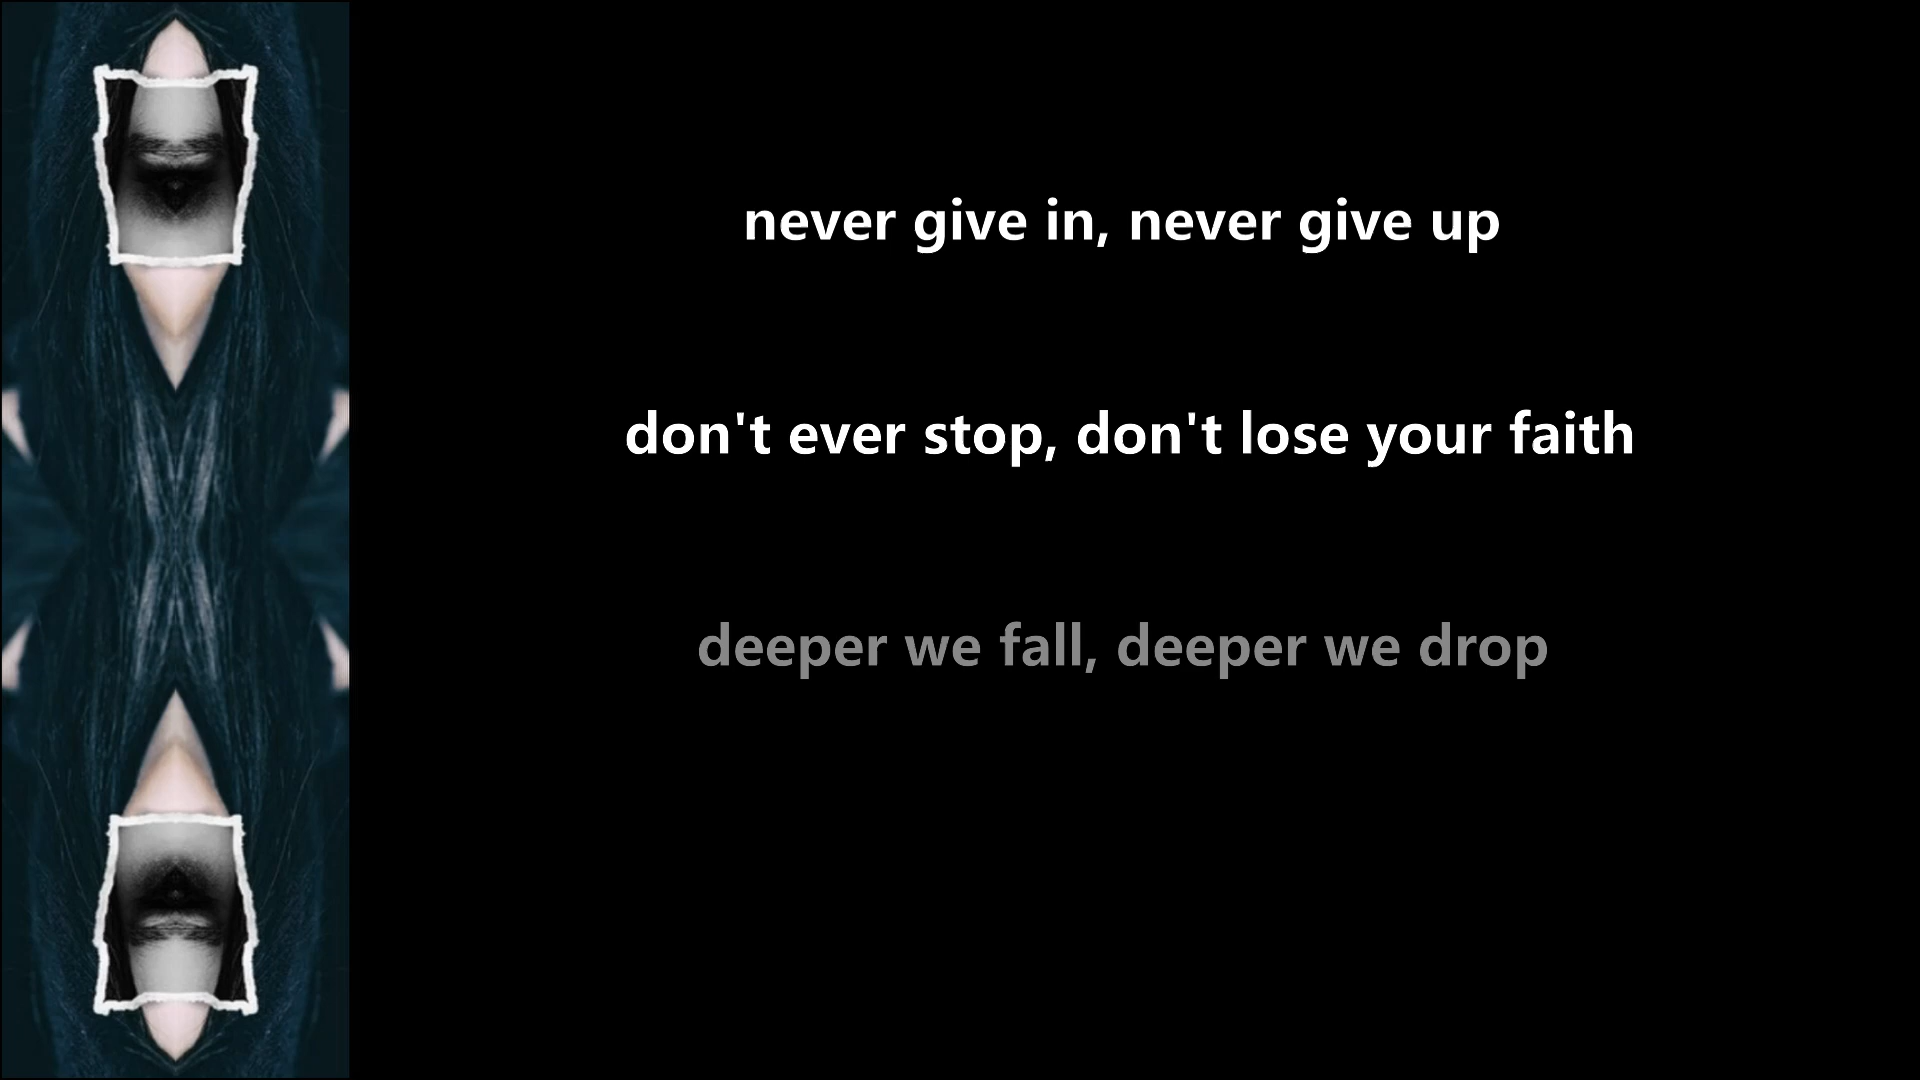 never give in, never give up
don't ever stop, don't lose your faith
deeper we fall, deeper we drop